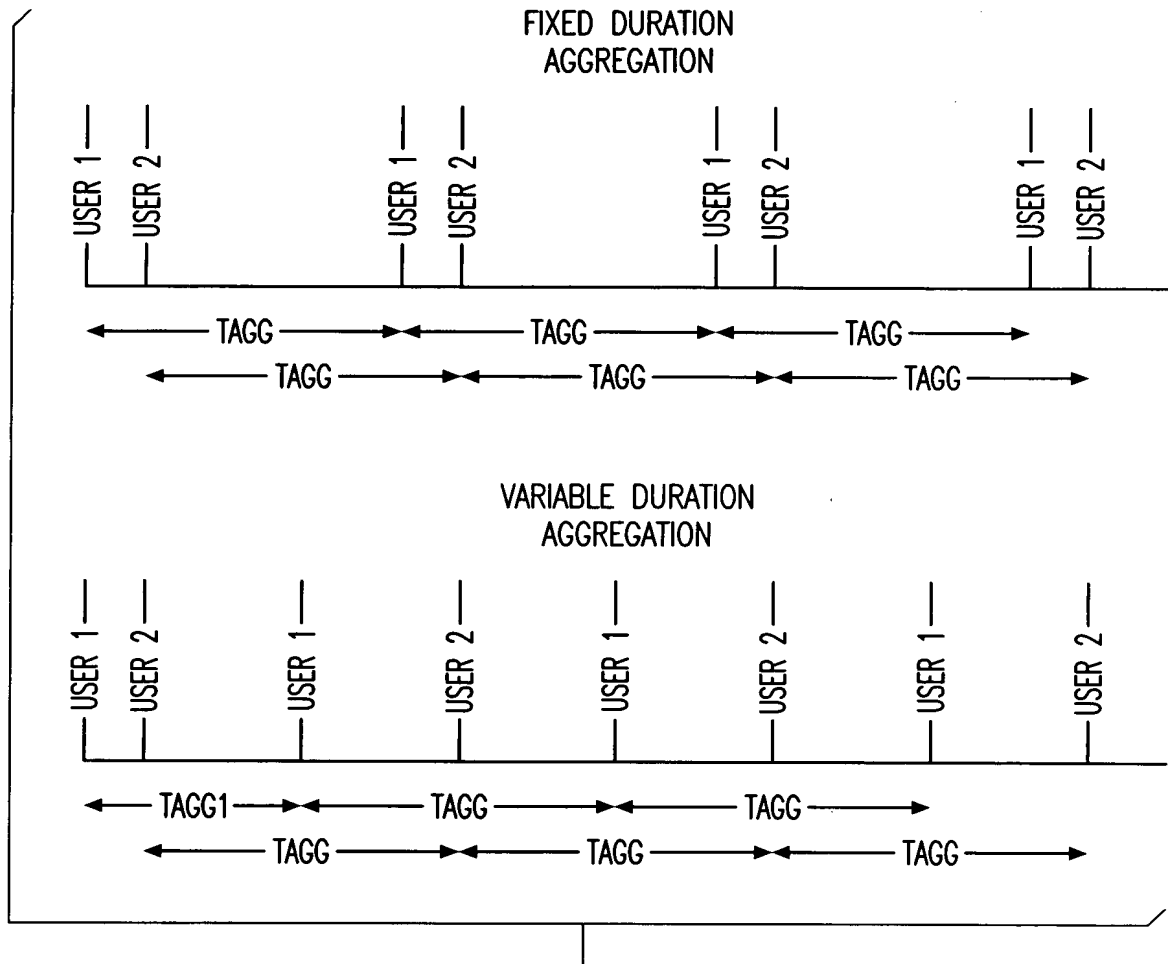 FIXED DURATION
AGGREGATION
USER 1
USER 2
USER 1
USER 2
USER 1
USER 2
USER 1
USER 2
TAGG TAGG TAGG
TAGG TAGG TAGG
VARIABLE DURATION
AGGREGATION
USER 1
USER 2
USER 1
USER 2
USER 1
USER 2
USER 1
USER 2
TAGG1 TAGG TAGG
TAGG TAGG TAGG